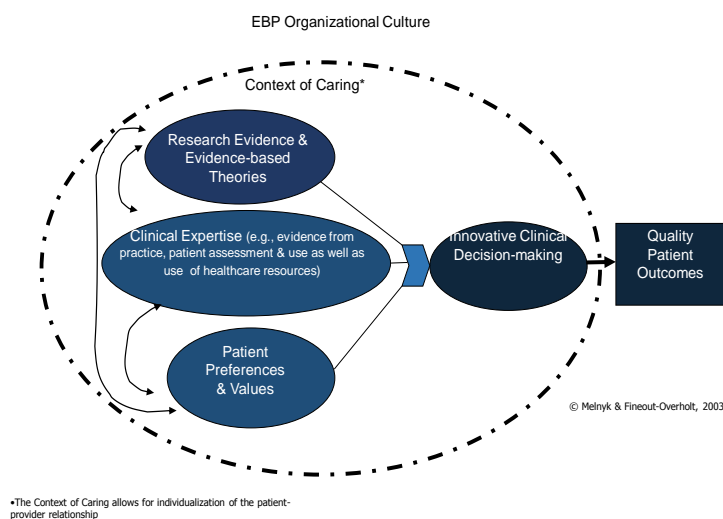 EBP Organizational Culture
Context of Caring*
Research Evidence &
Evidence-based
Theories
Clinical Expertise (e.g., evidence from
practice, patient assessment & use as well as
use of healthcare resources)
Patient
Preferences
& Values
Innovative Clinical
Decision-making
Quality
Patient
Outcomes
© Melnyk & Fineout-Overholt, 2003
•The Context of Caring allows for individualization of the patient-
provider relationship